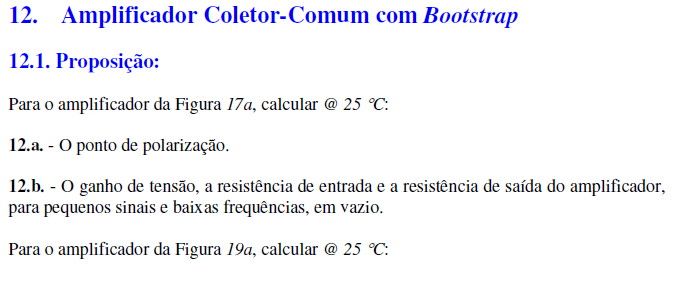 12. Amplificador Coletor-Comum com Bootstrap
12.1. Proposição:
Para o amplificador da Figura 17a, calcular @ 25 ℃:
12.a. - O ponto de polarização.
12.b. - O ganho de tensão, a resistência de entrada e a resistência de saída do amplificador,
para pequenos sinais e baixas frequências, em vazio.
Para o amplificador da Figura 19a, calcular @ 25 ℃: